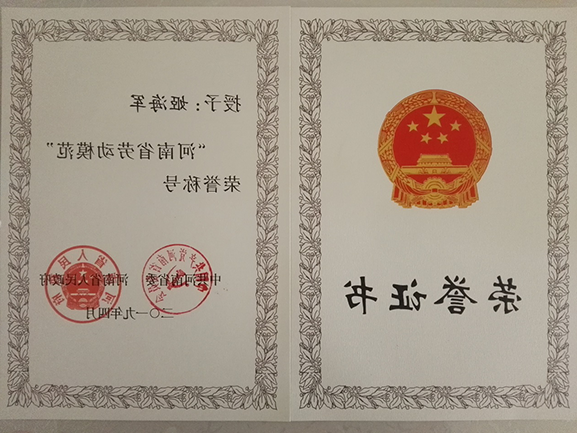 荣誉证书
授予：姬海军
“河南省劳动模范”
荣誉称号
中共河南省委 河南省人民政府
二〇一九年四月